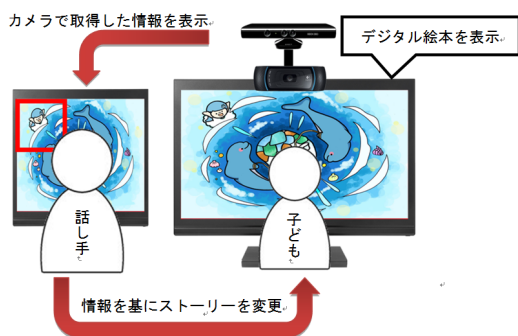 カメラで取得した情報を表示
デジタル絵本を表示
話し手
子ども
情報を基にストーリーを変更